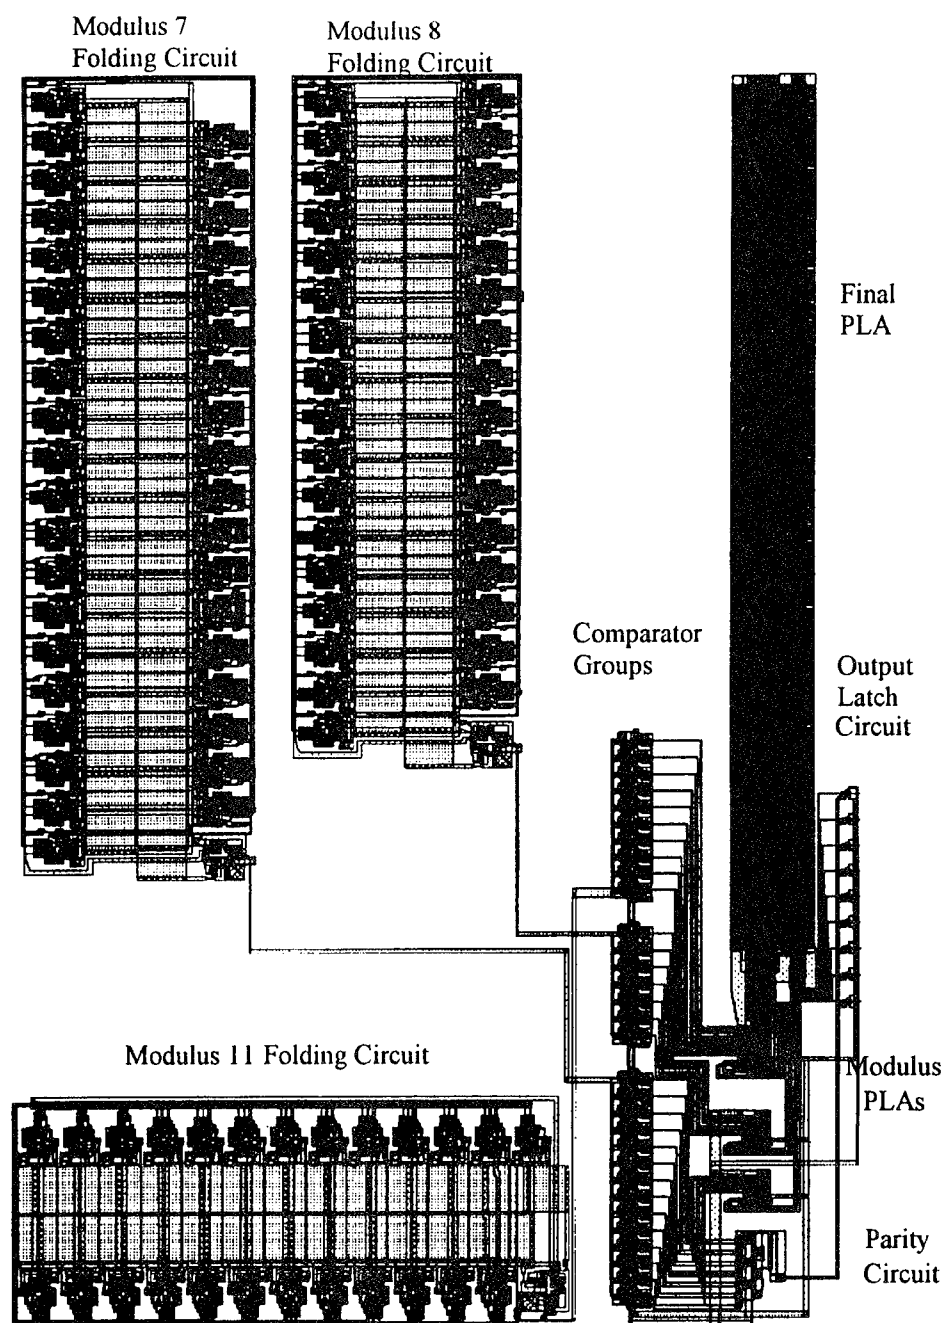 Modulus 7
Folding Circuit
Modulus 8
Folding Circuit
Final
PLA
Comparator
Groups
Output
Latch
Circuit
Modulus 11 Folding Circuit
Modulus
PLAs
Parity
Circuit